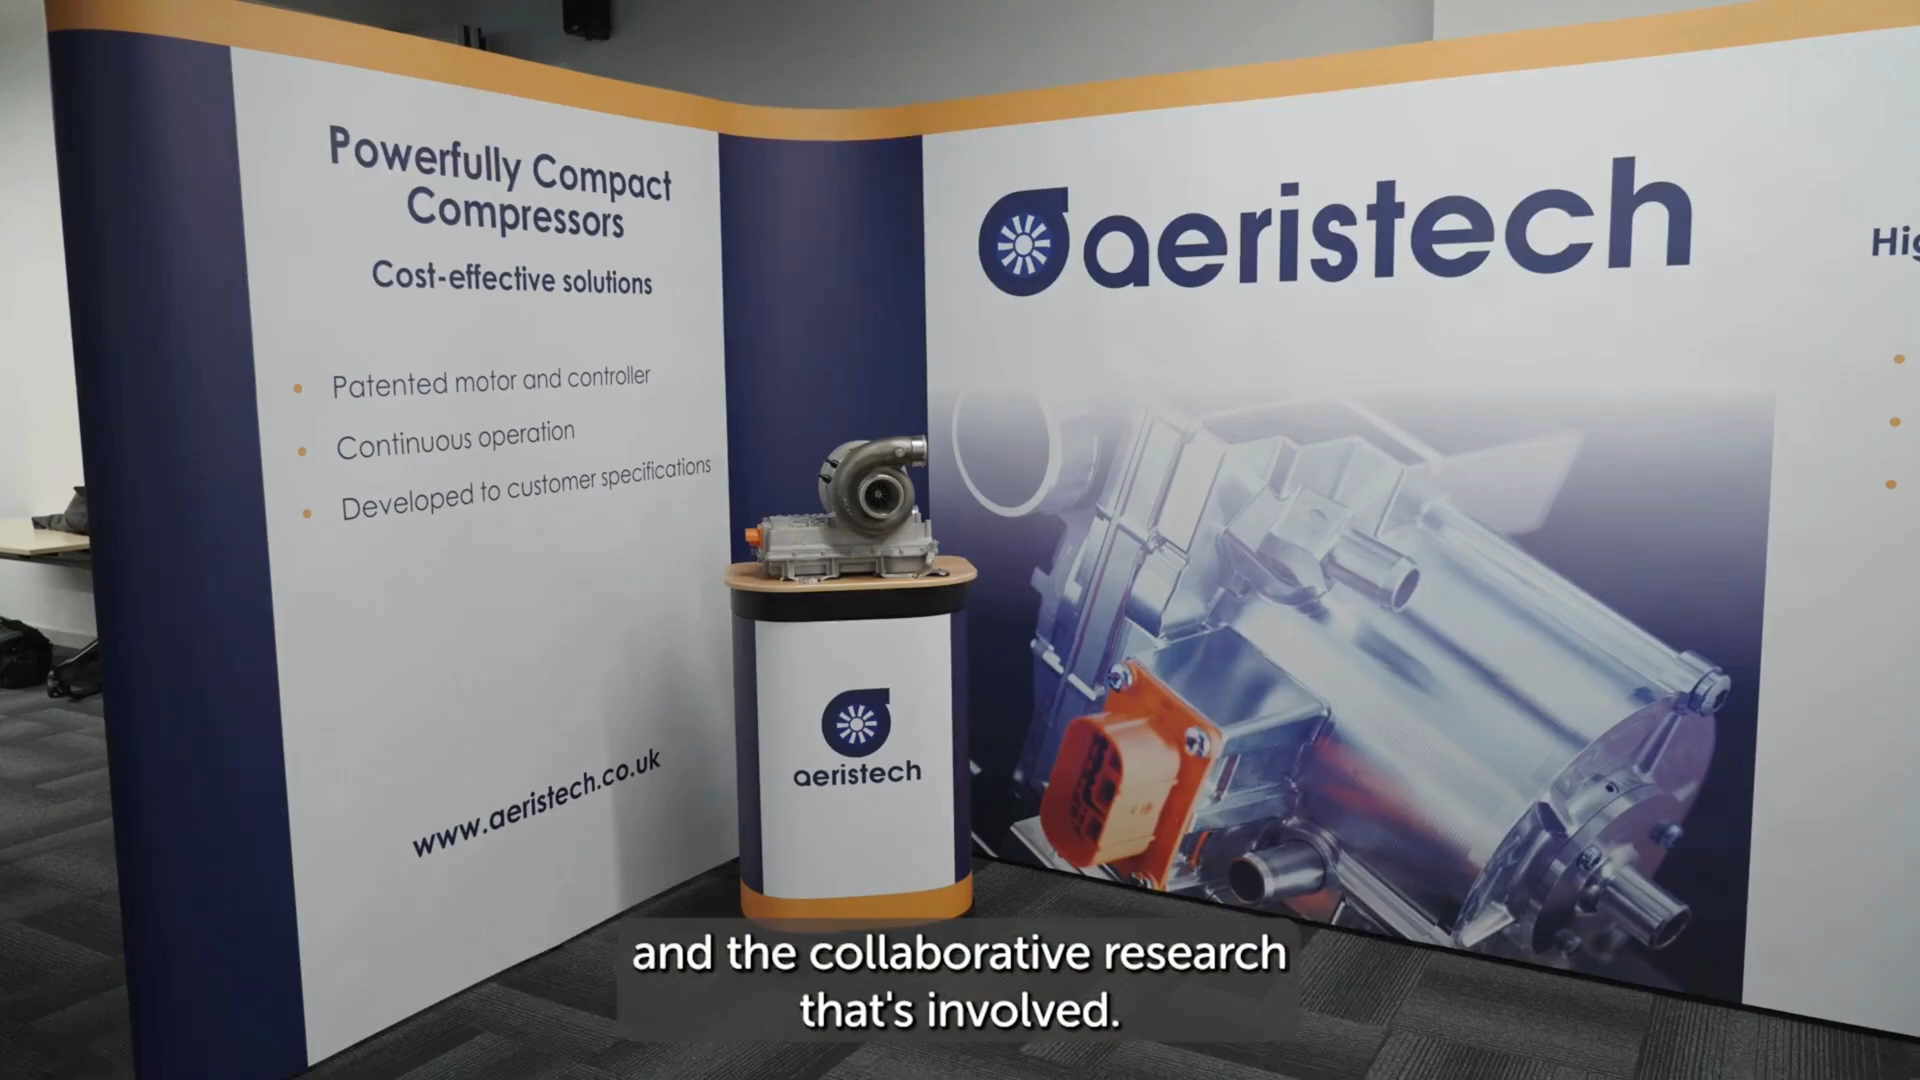 Powerfully Compact
Compressors
Cost-effective solutions
• Patented motor and controller
• Continuous operation
• Developed to customer specifications
www.aeristech.co.uk
aeristech
aeristech
and the collaborative research
that's involved.